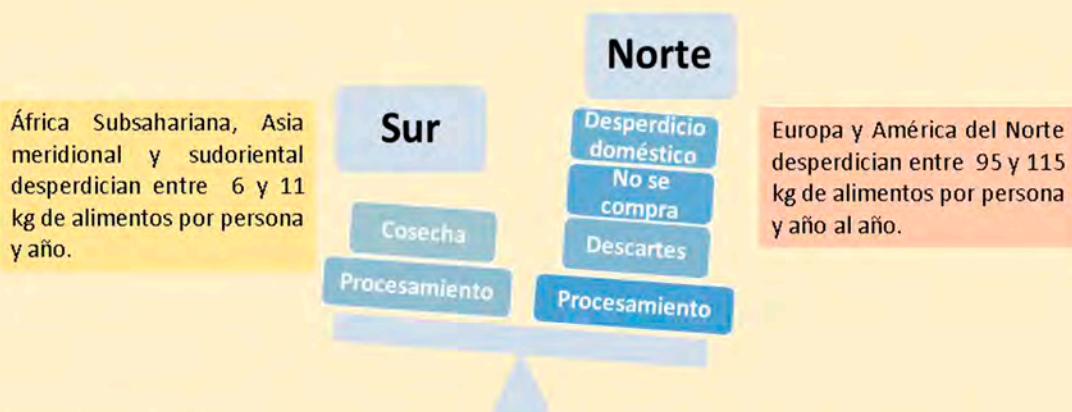 África Subsahariana, Asia
meridional y sudoriental
desperdician entre 6 y 11
kg de alimentos por persona
y año.
Sur
Cosecha
Procesamiento
Norte
Desperdicio
doméstico
No se
compra
Descartes
Procesamiento
Europa y América del Norte
desperdician entre 95 y 115
kg de alimentos por persona
y año al año.